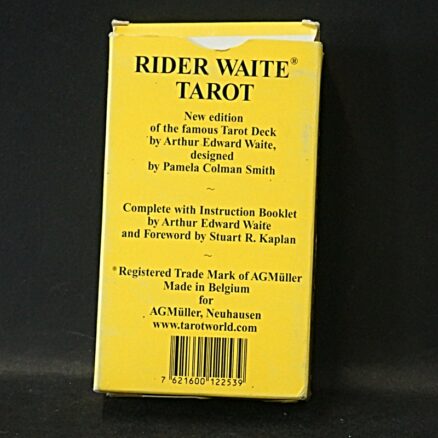 RIDER WAITE®
TAROT
New edition
of the famous Tarot Deck
by Arthur Edward Waite,
designed
by Pamela Colman Smith
~
Complete with Instruction Booklet
by Arthur Edward Waite
and Foreword by Stuart R. Kaplan
~
®Registered Trade Mark of AGMüller
Made in Belgium
for
AGMüller, Neuhausen
www.tarotworld.com
7 621600 122539